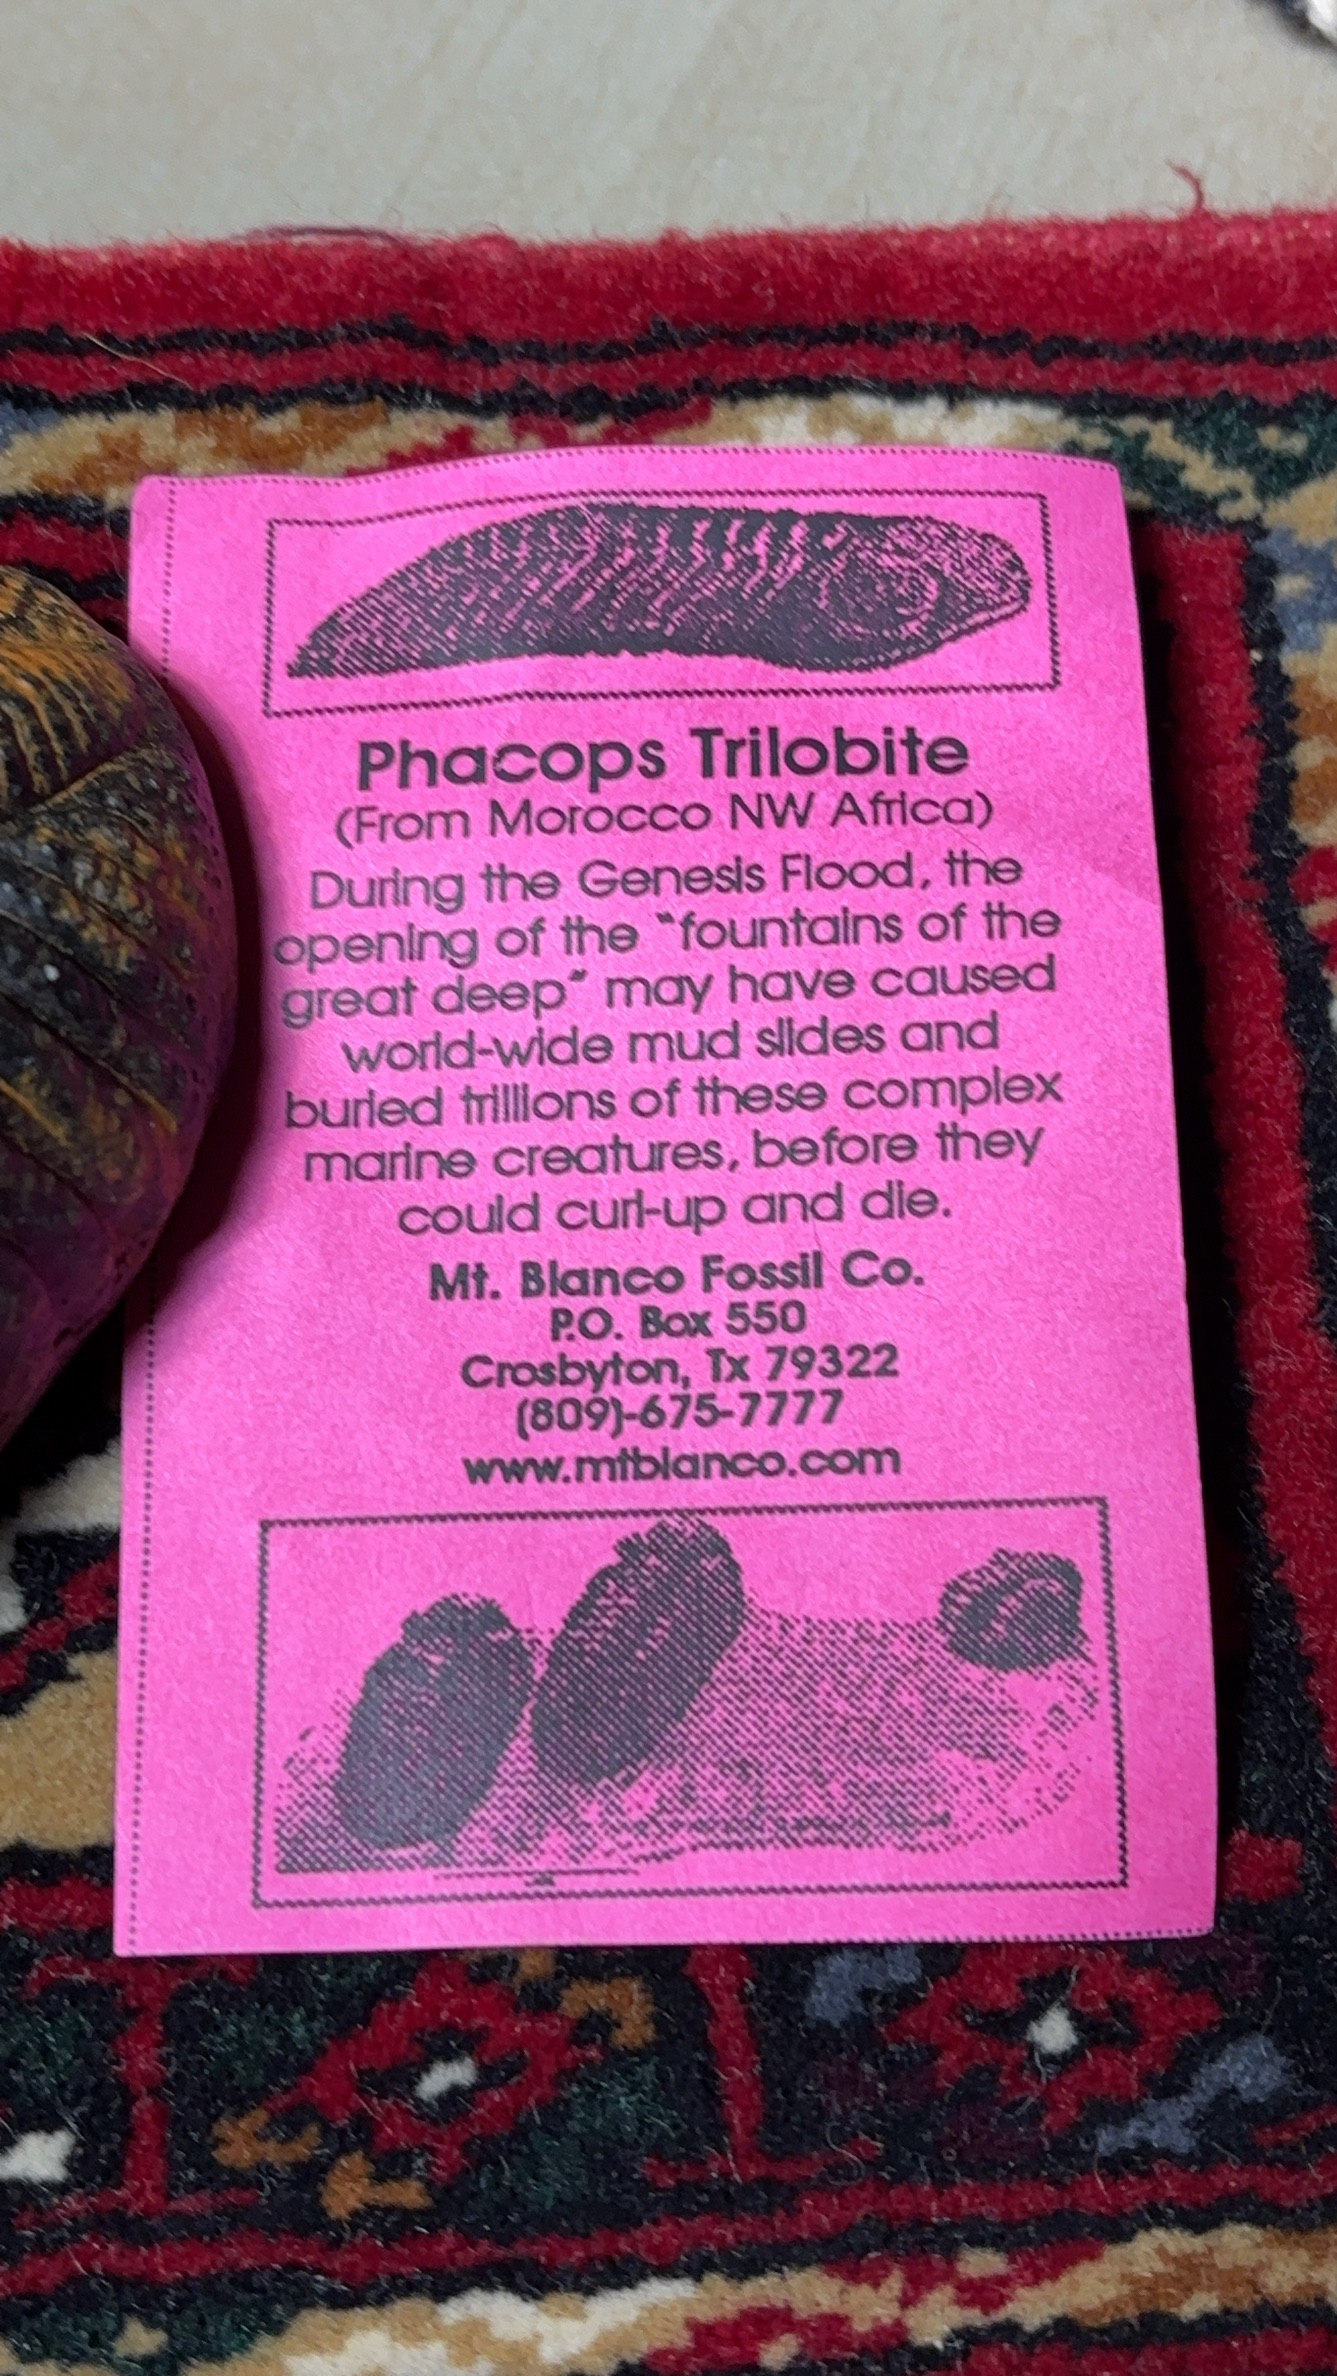 Phacops Trilobite
(From Morocco NW Africa)
During the Genesis Flood, the
opening of the "fountains of the
great deep" may have caused
world-wide mud slides and
buried trillions of these complex
marine creatures, before they
could curl-up and die.
Mt. Blanco Fossil Co.
P.O. Box 550
Crosbyton, Tx 79322
(809)-675-7777
www.mtblanco.com